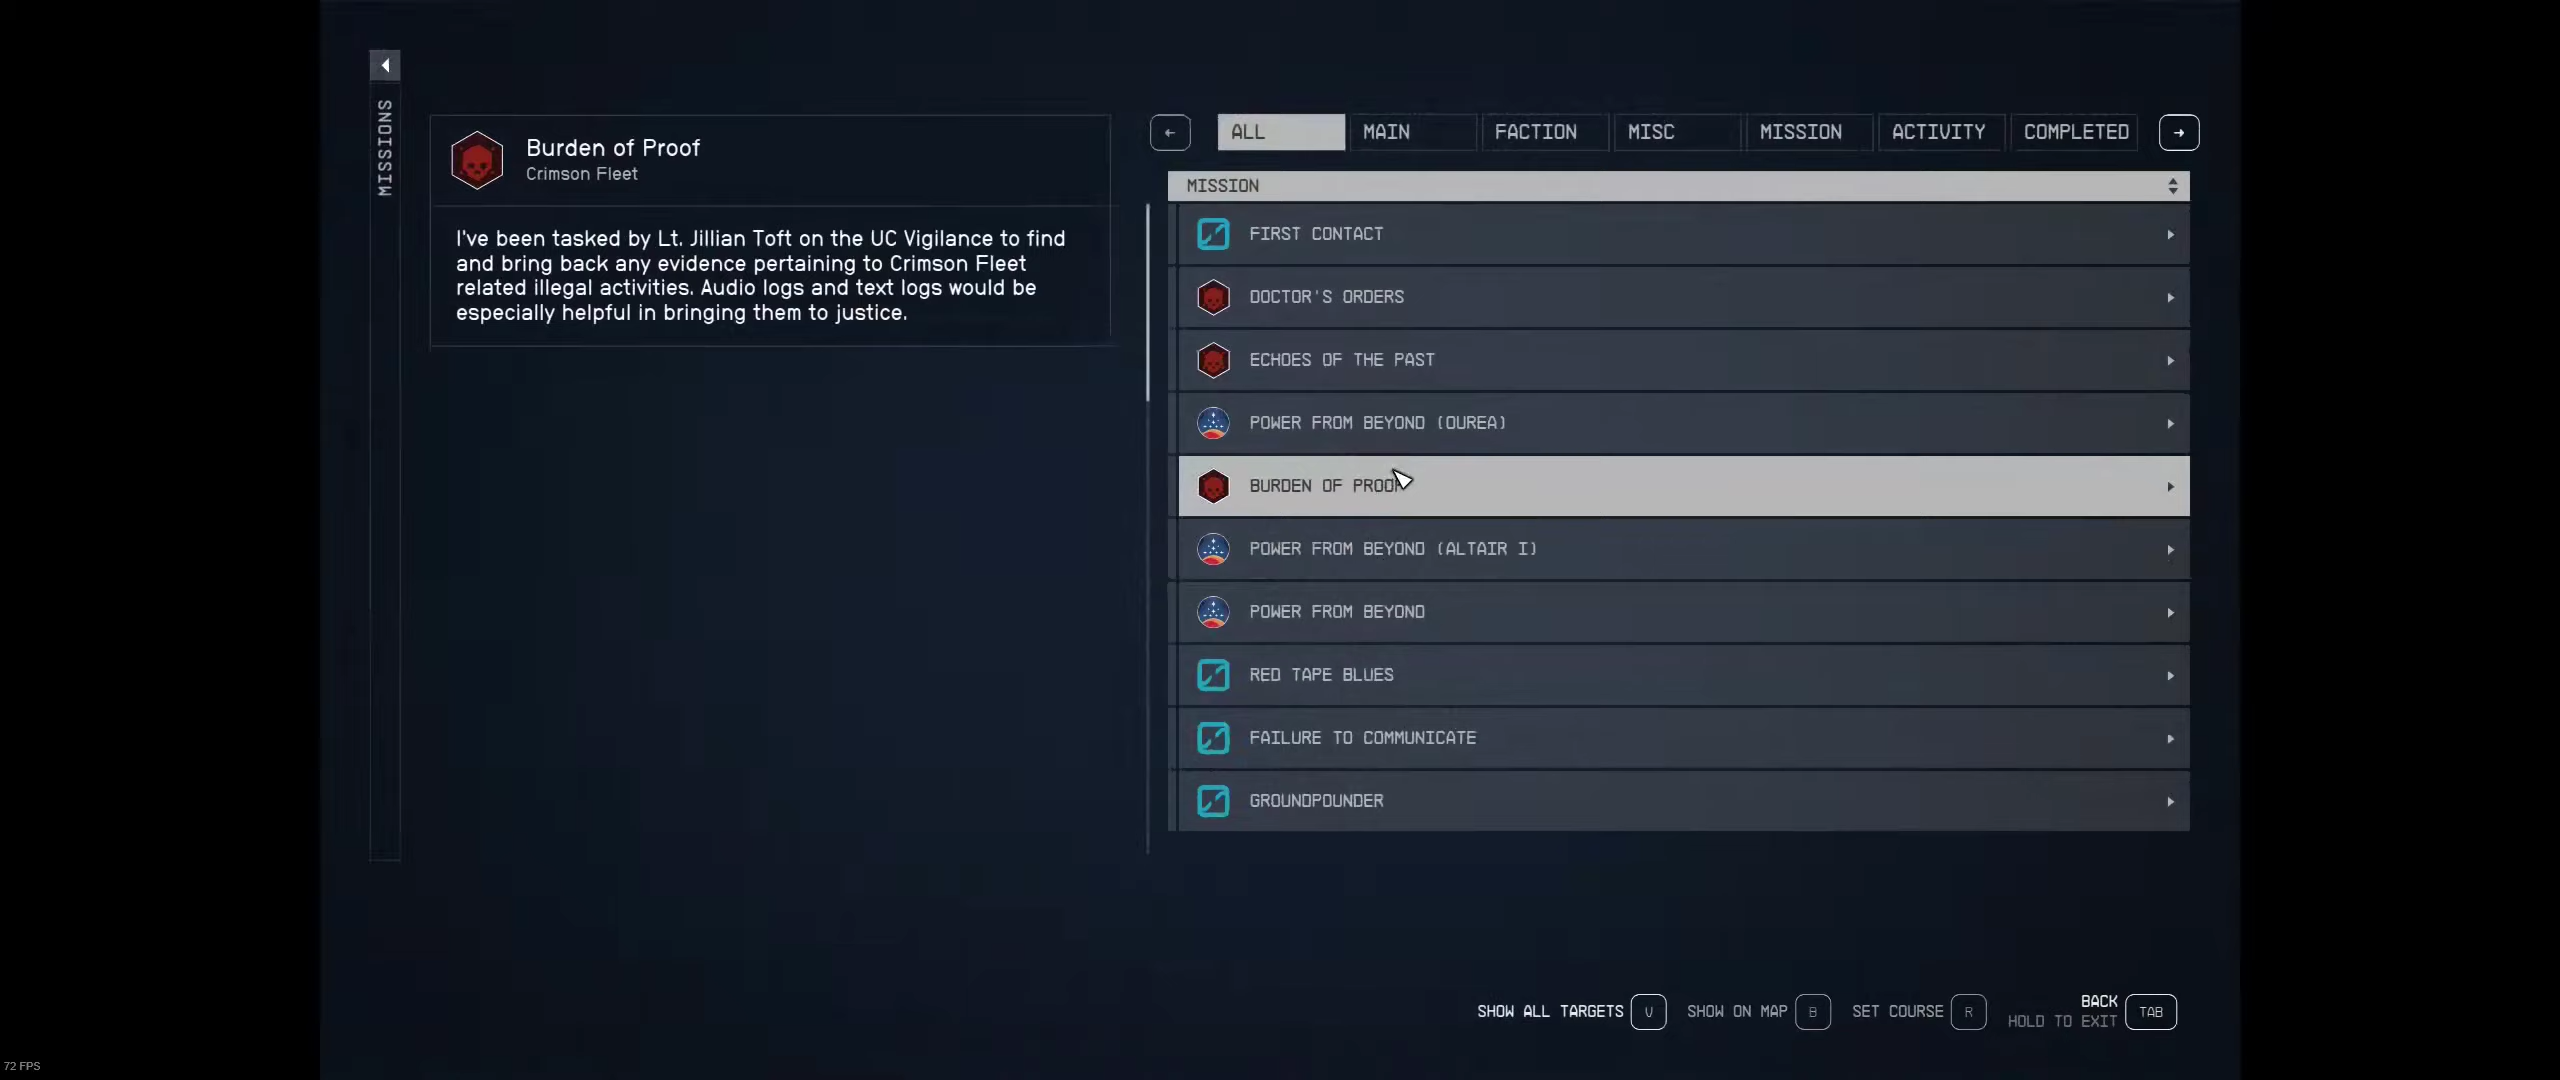 MISSIONS
Burden of Proof
Crimson Fleet
I've been tasked by Lt. Jillian Toft on the UC Vigilance to find
and bring back any evidence pertaining to Crimson Fleet
related illegal activities. Audio logs and text logs would be
especially helpful in bringing them to justice.
ALL MAIN FACTION MISC MISSION ACTIVITY COMPLETED
MISSION
FIRST CONTACT
DOCTOR'S ORDERS
ECHOES OF THE PAST
POWER FROM BEYOND (OUREA)
BURDEN OF PROOF
POWER FROM BEYOND (ALTAIR I)
POWER FROM BEYOND
RED TAPE BLUES
FAILURE TO COMMUNICATE
GROUNDPOUNDER
SHOW ALL TARGETS V SHOW ON MAP B SET COURSE R BACK TAB
HOLD TO EXIT
72 FPS